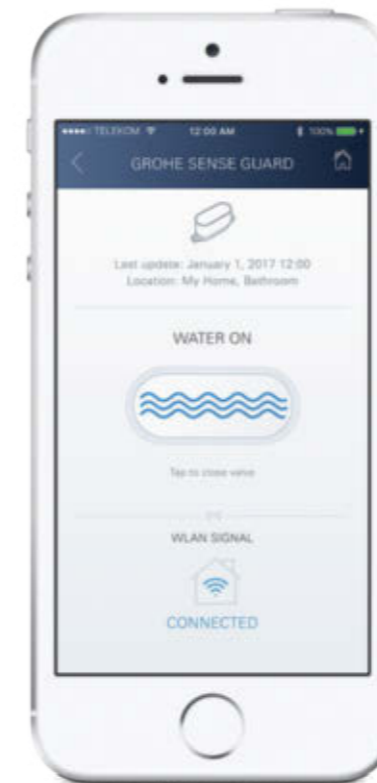 TELEKOM 12:00 AM 100%
GROHE SENSE GUARD
Last update: January 1, 2017 12:00
Location: My Home, Bathroom
WATER ON
Tap to close valve
WLAN SIGNAL
CONNECTED